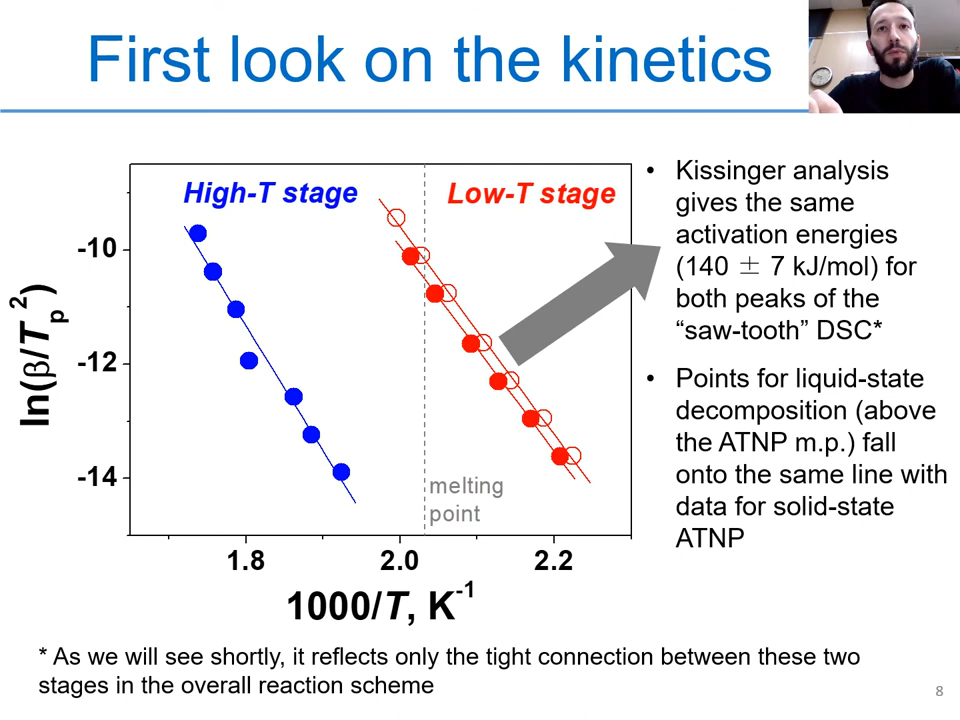 First look on the kinetics
High-T stage
Low-T stage
-10
-12
-14
ln(β/Tp²)
melting
point
1.8
2.0
2.2
1000/T, K⁻¹
• Kissinger analysis
gives the same
activation energies
(140 ± 7 kJ/mol) for
both peaks of the
“saw-tooth” DSC*
• Points for liquid-state
decomposition (above
the ATNP m.p.) fall
onto the same line with
data for solid-state
ATNP
* As we will see shortly, it reflects only the tight connection between these two
stages in the overall reaction scheme
8